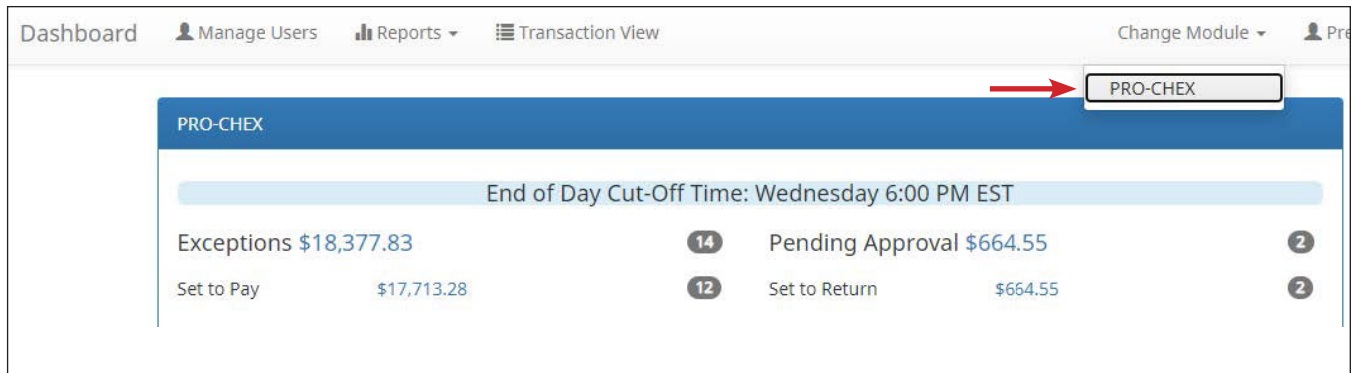 Dashboard Manage Users Reports Transaction View Change Module Pre
PRO-CHEX
PRO-CHEX
End of Day Cut-Off Time: Wednesday 6:00 PM EST
Exceptions $18,377.83 14 Pending Approval $664.55 2
Set to Pay $17,713.28 12 Set to Return $664.55 2